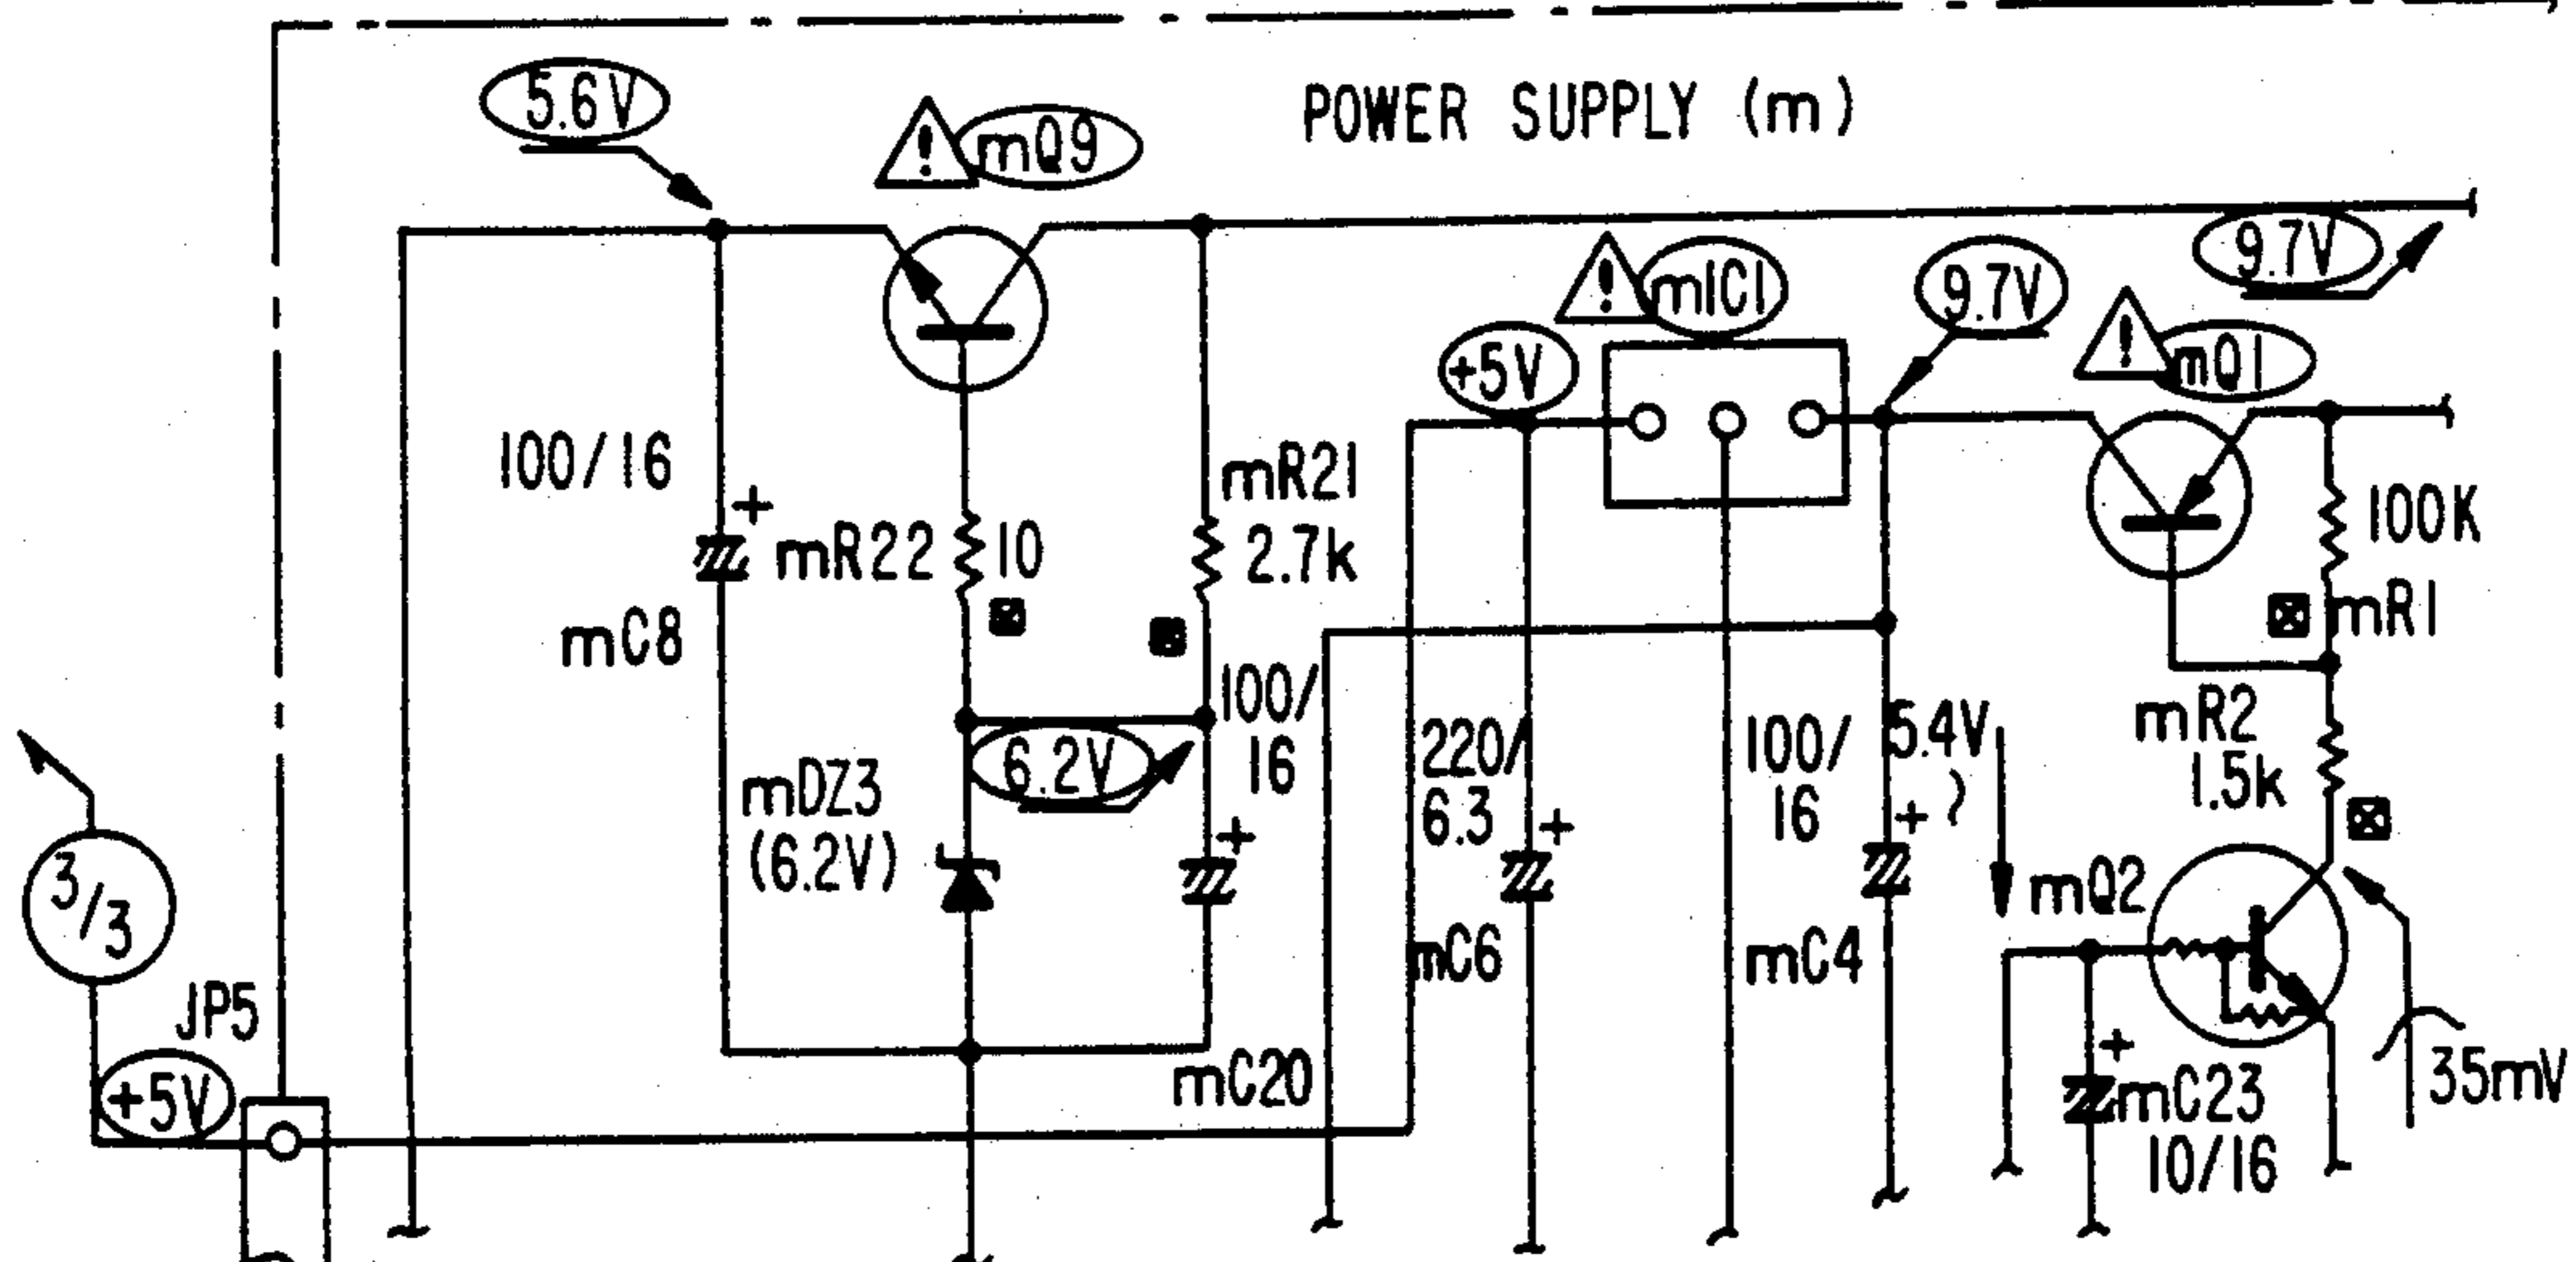 POWER SUPPLY (m)
5.6V
! mQ9
9.7V
! mIC1
9.7V
! mQ1
+5V
100/16
mC8
mR22
10
mR21
2.7k
100K
mR1
mR2
1.5k
100/
16
6.2V
mDZ3
(6.2V)
220/
6.3
100/
16
5.4V
mQ2
mC6
mC4
3/3
JP5
+5V
mC20
mC23
10/16
35mV